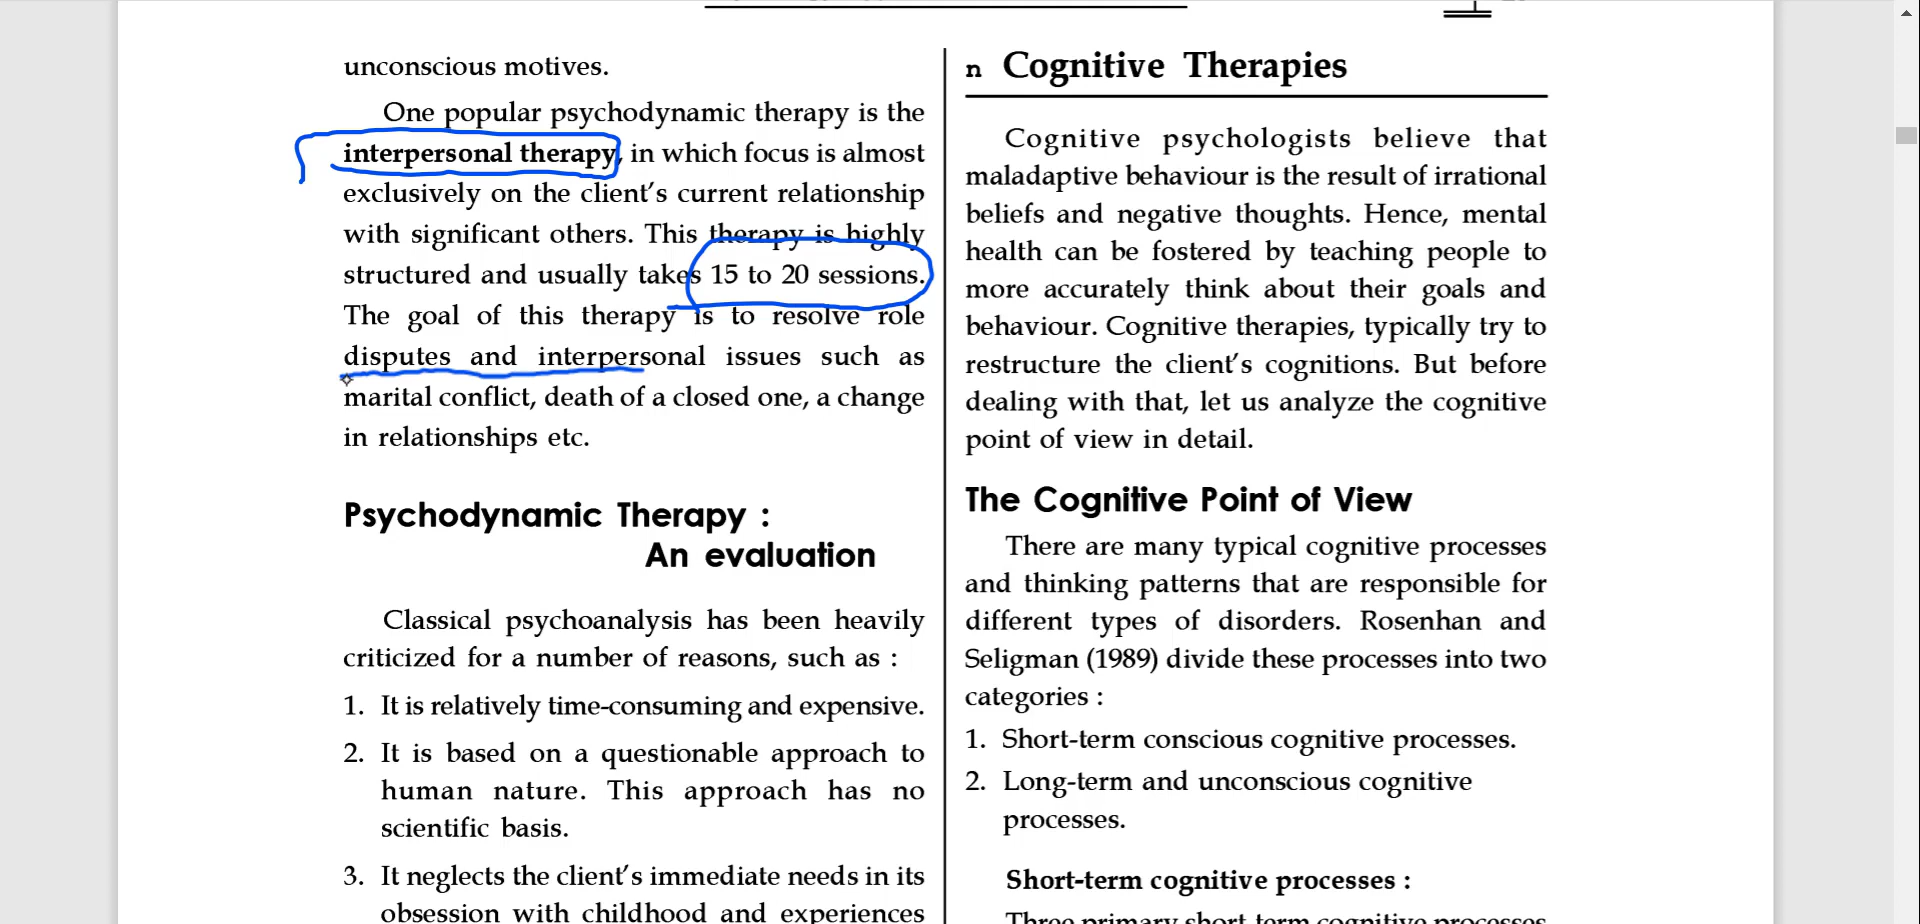 unconscious motives.
One popular psychodynamic therapy is the
interpersonal therapy, in which focus is almost
exclusively on the client’s current relationship
with significant others. This therapy is highly
structured and usually takes 15 to 20 sessions.
The goal of this therapy is to resolve role
disputes and interpersonal issues such as
marital conflict, death of a closed one, a change
in relationships etc.
Psychodynamic Therapy :
An evaluation
Classical psychoanalysis has been heavily
criticized for a number of reasons, such as :
1. It is relatively time-consuming and expensive.
2. It is based on a questionable approach to
human nature. This approach has no
scientific basis.
3. It neglects the client’s immediate needs in its
obsession with childhood and experiences
n Cognitive Therapies
Cognitive psychologists believe that
maladaptive behaviour is the result of irrational
beliefs and negative thoughts. Hence, mental
health can be fostered by teaching people to
more accurately think about their goals and
behaviour. Cognitive therapies, typically try to
restructure the client’s cognitions. But before
dealing with that, let us analyze the cognitive
point of view in detail.
The Cognitive Point of View
There are many typical cognitive processes
and thinking patterns that are responsible for
different types of disorders. Rosenhan and
Seligman (1989) divide these processes into two
categories :
1. Short-term conscious cognitive processes.
2. Long-term and unconscious cognitive
processes.
Short-term cognitive processes :
Three primary short-term cognitive processes